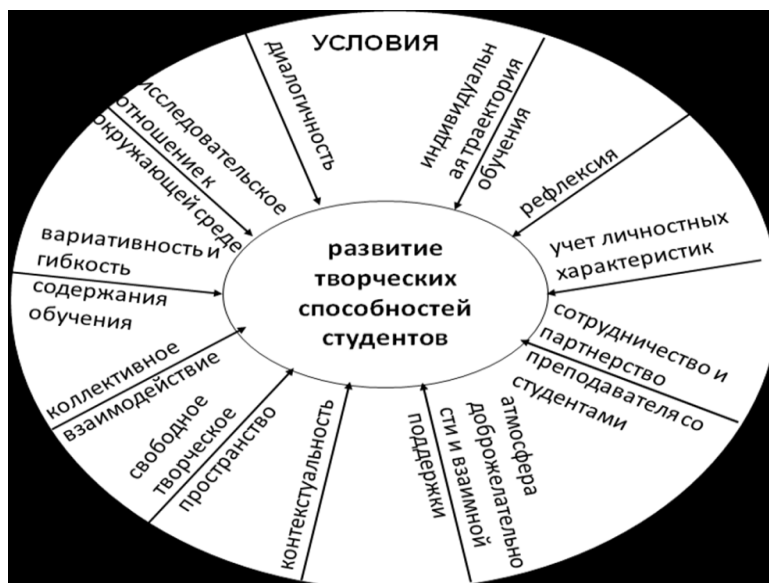 УСЛОВИЯ
диалогичность
индивидуальн
ая траектория
обучения
рефлексия
учет личностных
характеристик
сотрудничество и
партнерство
преподавателя со
студентами
атмосфера
доброжелательно
сти и взаимной
поддержки
контекстуальность
свободное
творческое
пространство
коллективное
взаимодействие
вариативность и
гибкость
содержания
обучения
исследовательское
отношение к
окружающей среде
развитие
творческих
способностей
студентов